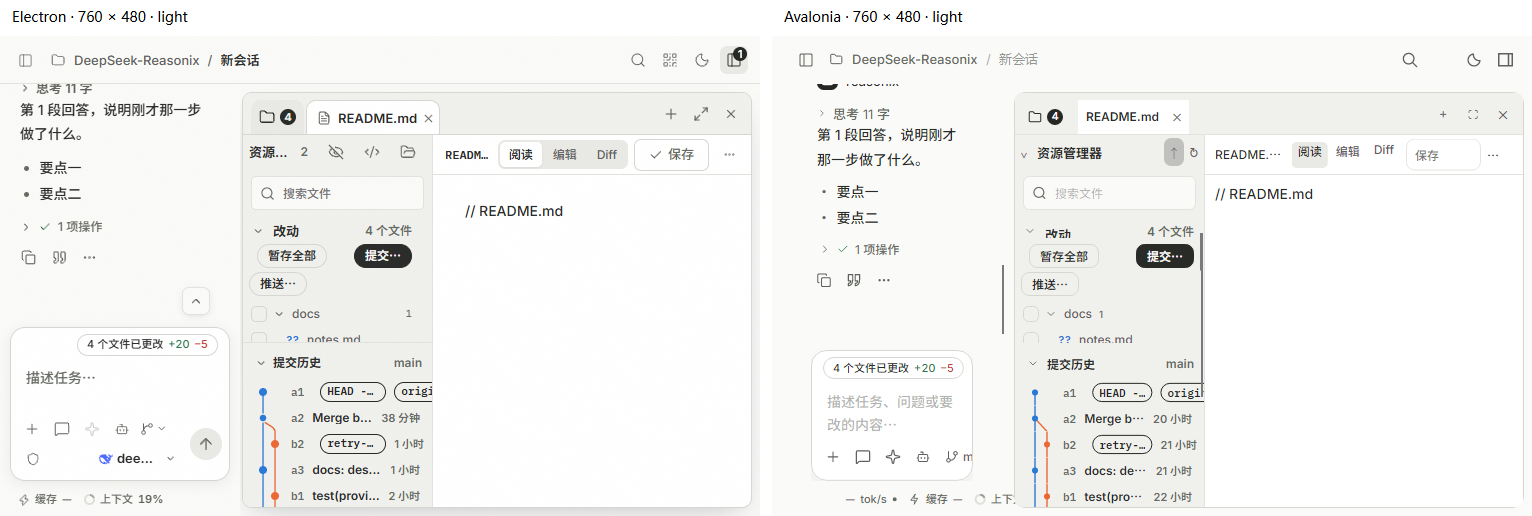 Electron · 760 × 480 · light
DeepSeek-Reasonix / 新会话
1
思考 11 字
第 1 段回答，说明刚才那一步
做了什么。
• 要点一
• 要点二
1 项操作
4 个文件已更改 +20 −5
描述任务…
dee...
缓存 — 上下文 19%
4 README.md
资源... 2
搜索文件
改动 4 个文件
暂存全部 提交…
推送…
docs 1
?? notes.md
提交历史 main
a1 HEAD -… origi
a2 Merge b... 38 分钟
b2 retry-… 1 小时
a3 docs: des... 1 小时
b1 test(provi... 2 小时
READM... 阅读 编辑 Diff 保存
// README.md
Avalonia · 760 × 480 · light
DeepSeek-Reasonix / 新会话
reasonix
思考 11 字
第 1 段回答，说明刚才
那一步做了什么。
• 要点一
• 要点二
1 项操作
4 个文件已更改 +20 −5
描述任务、问题或要
改的内容…
— tok/s • 缓存 — 上下
4 README.md
资源管理器
搜索文件
改动 4 个文件
暂存全部 提交…
推送…
docs 1
?? notes.md
提交历史 main
a1 HEAD -… origi
a2 Merge b… 20 小时
b2 retry-… 21 小时
a3 docs: de… 21 小时
b1 test(pro… 22 小时
README.… 阅读 编辑 Diff 保存
// README.md